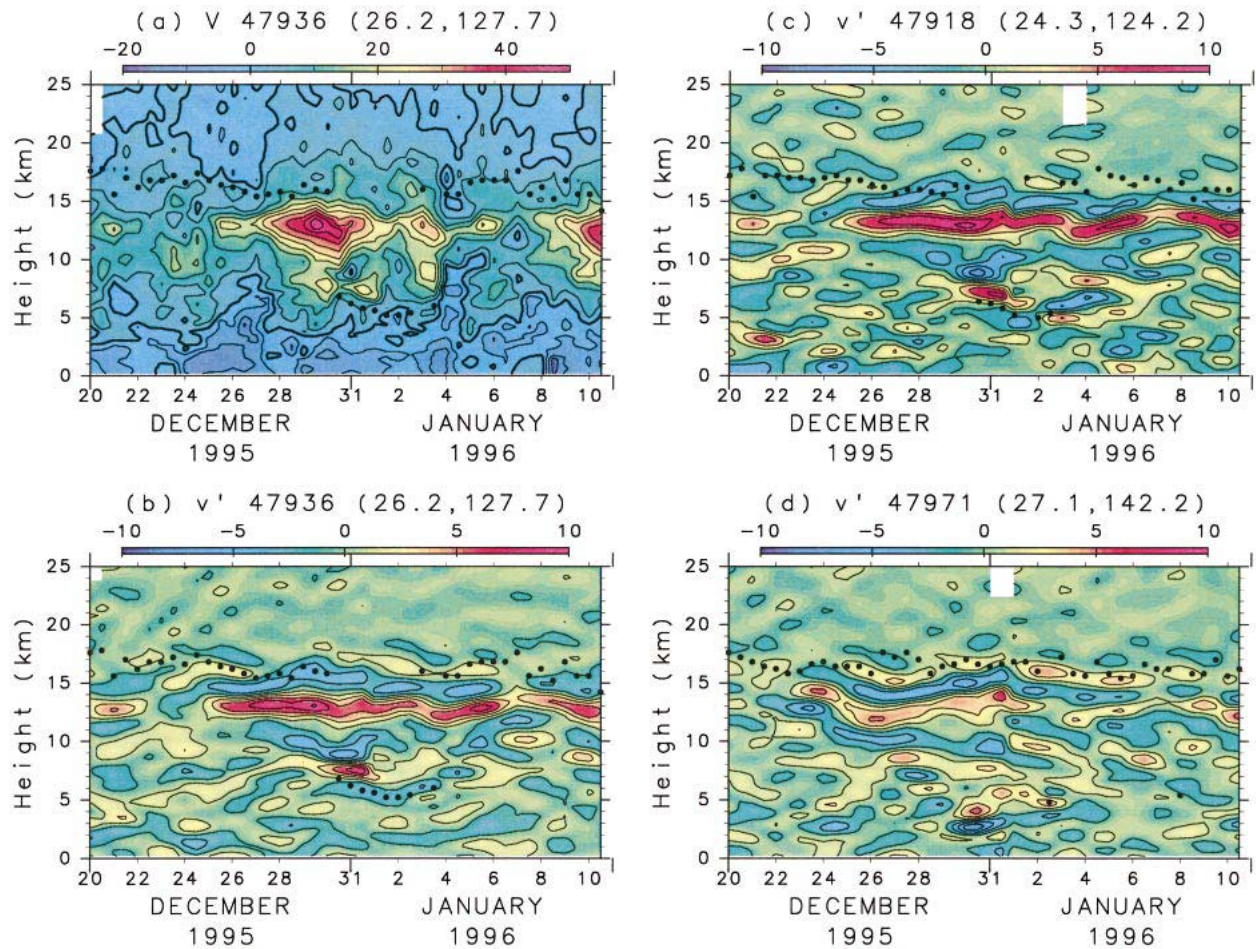 (a) V 47936 (26.2,127.7)
-20 0 20 40
25
20
15
10
5
0
Height (km)
20 22 24 26 28 31 2 4 6 8 10
DECEMBER JANUARY
1995 1996
(c) v' 47918 (24.3,124.2)
-10 -5 0 5 10
25
20
15
10
5
0
Height (km)
20 22 24 26 28 31 2 4 6 8 10
DECEMBER JANUARY
1995 1996
(b) v' 47936 (26.2,127.7)
-10 -5 0 5 10
25
20
15
10
5
0
Height (km)
20 22 24 26 28 31 2 4 6 8 10
DECEMBER JANUARY
1995 1996
(d) v' 47971 (27.1,142.2)
-10 -5 0 5 10
25
20
15
10
5
0
Height (km)
20 22 24 26 28 31 2 4 6 8 10
DECEMBER JANUARY
1995 1996